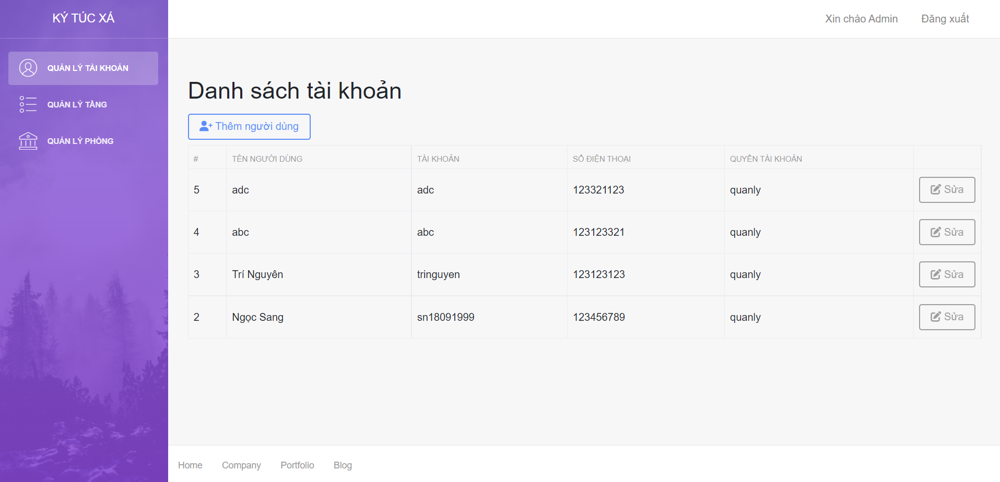 KÝ TÚC XÁ
Xin chào Admin Đăng xuất
QUẢN LÝ TÀI KHOẢN
QUẢN LÝ TẦNG
QUẢN LÝ PHÒNG
Danh sách tài khoản
Thêm người dùng
# TÊN NGƯỜI DÙNG TÀI KHOẢN SỐ ĐIỆN THOẠI QUYỀN TÀI KHOẢN
5 adc adc 123321123 quanly Sửa
4 abc abc 123123321 quanly Sửa
3 Trí Nguyên tringuyen 123123123 quanly Sửa
2 Ngọc Sang sn18091999 123456789 quanly Sửa
Home Company Portfolio Blog